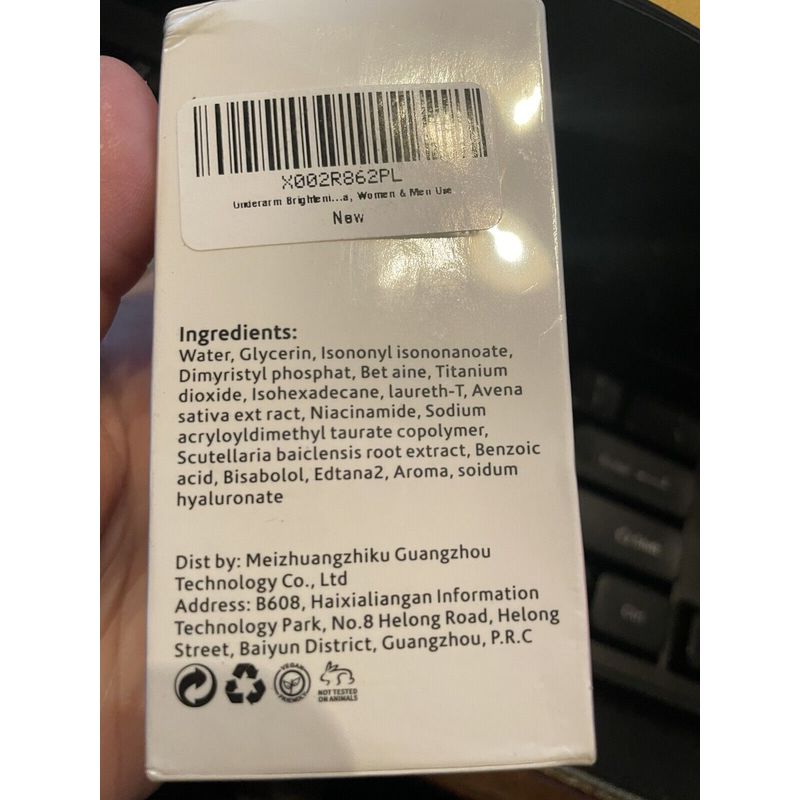 X002R862PL
Underarm Brighteni...a, Women & Men Use
New
Ingredients:
Water, Glycerin, Isononyl isononanoate,
Dimyristyl phosphat, Bet aine, Titanium
dioxide, Isohexadecane, laureth-T, Avena
sativa ext ract, Niacinamide, Sodium
acryloyldimethyl taurate copolymer,
Scutellaria baiclensis root extract, Benzoic
acid, Bisabolol, Edtana2, Aroma, soidum
hyaluronate
Dist by: Meizhuangzhiku Guangzhou
Technology Co., Ltd
Address: B608, Haixialiangan Information
Technology Park, No.8 Helong Road, Helong
Street, Baiyun District, Guangzhou, P.R.C
VEGAN
FRIENDLY
NOT TESTED
ON ANIMALS